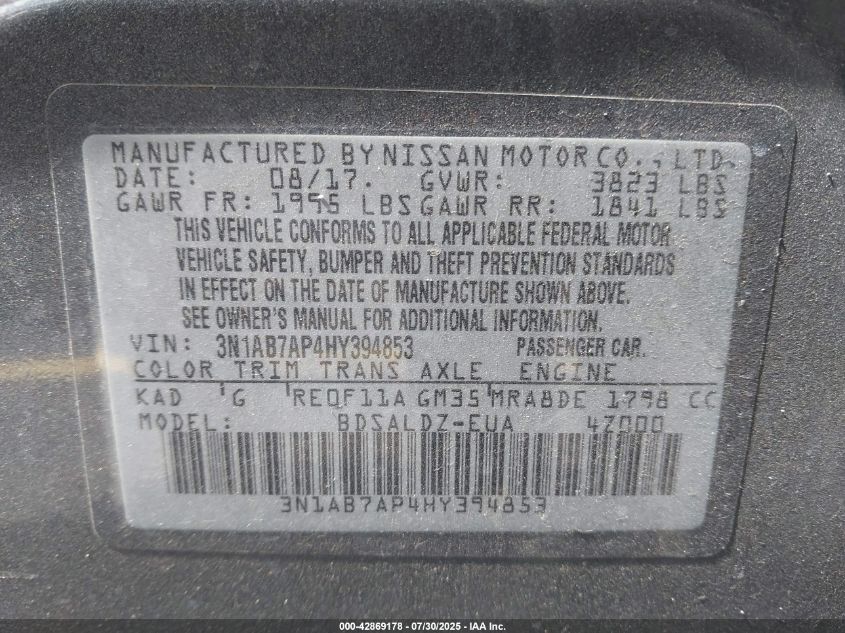 MANUFACTURED BY NISSAN MOTOR CO., LTD.
DATE: 08/17. GVWR: 3823 LBS
GAWR FR: 1995 LBS GAWR RR: 1841 LBS
THIS VEHICLE CONFORMS TO ALL APPLICABLE FEDERAL MOTOR
VEHICLE SAFETY, BUMPER AND THEFT PREVENTION STANDARDS
IN EFFECT ON THE DATE OF MANUFACTURE SHOWN ABOVE.
SEE OWNER'S MANUAL FOR ADDITIONAL INFORMATION.
VIN: 3N1AB7AP4HY394853 PASSENGER CAR.
COLOR TRIM TRANS AXLE ENGINE
KAD G RE0F11A GM35 MRA8DE 1798 CC
MODEL: BDSALDZ-EUA 4Z000
3N1AB7AP4HY394853
000-42869178 - 07/30/2025 - IAA Inc.